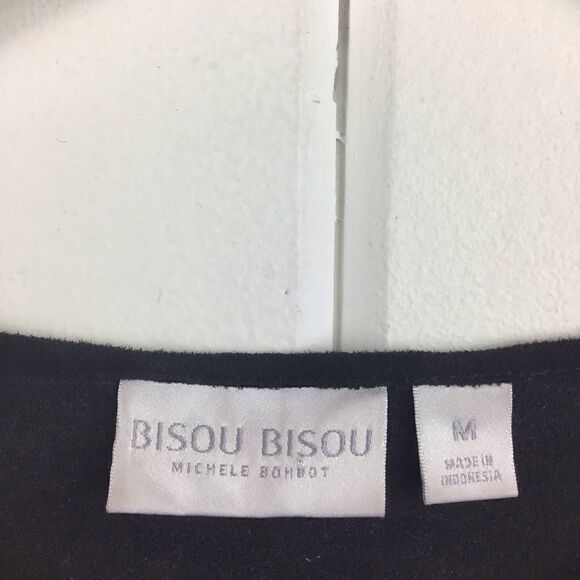 BISOU BISOU
MICHELE BOHBOT
M
MADE IN
INDONESIA